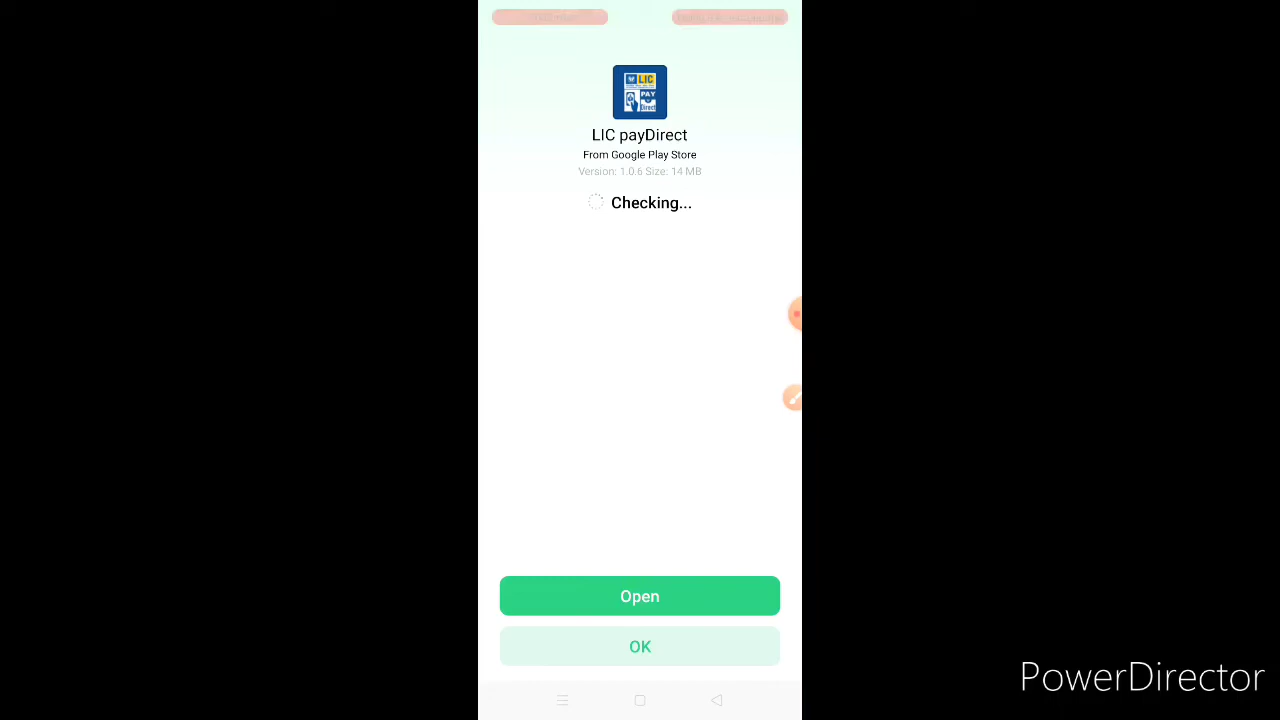 LIC
PAY
Direct
LIC payDirect
From Google Play Store
Version: 1.0.6 Size: 14 MB
Checking...
Open
OK
PowerDirector